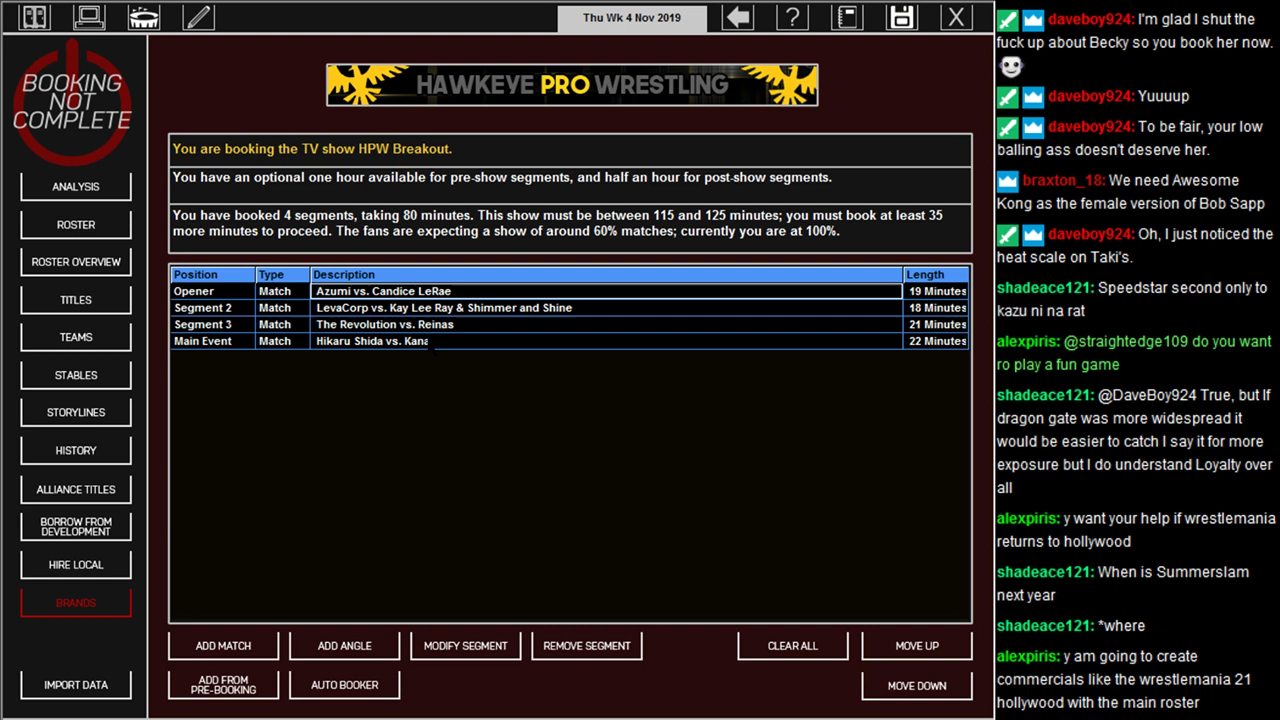 Thu Wk 4 Nov 2019
?
X
BOOKING
NOT
COMPLETE
ANALYSIS
ROSTER
ROSTER OVERVIEW
TITLES
TEAMS
STABLES
STORYLINES
HISTORY
ALLIANCE TITLES
BORROW FROM
DEVELOPMENT
HIRE LOCAL
BRANDS
IMPORT DATA
HAWKEYE PRO WRESTLING
You are booking the TV show HPW Breakout.
You have an optional one hour available for pre-show segments, and half an hour for post-show segments.
You have booked 4 segments, taking 80 minutes. This show must be between 115 and 125 minutes; you must book at least 35
more minutes to proceed. The fans are expecting a show of around 60% matches; currently you are at 100%.
Position Type Description Length
Opener Match Azumi vs. Candice LeRae 19 Minutes
Segment 2 Match LevaCorp vs. Kay Lee Ray & Shimmer and Shine 18 Minutes
Segment 3 Match The Revolution vs. Reinas 21 Minutes
Main Event Match Hikaru Shida vs. Kana 22 Minutes
ADD MATCH ADD ANGLE MODIFY SEGMENT REMOVE SEGMENT CLEAR ALL MOVE UP
ADD FROM
PRE-BOOKING AUTO BOOKER MOVE DOWN
daveboy924: I'm glad I shut the
fuck up about Becky so you book her now.
daveboy924: Yuuuup
daveboy924: To be fair, your low
balling ass doesn't deserve her.
braxton_18: We need Awesome
Kong as the female version of Bob Sapp
daveboy924: Oh, I just noticed the
heat scale on Taki's.
shadeace121: Speedstar second only to
kazu ni na rat
alexpiris: @straightedge109 do you want
ro play a fun game
shadeace121: @DaveBoy924 True, but If
dragon gate was more widespread it
would be easier to catch I say it for more
exposure but I do understand Loyalty over
all
alexpiris: y want your help if wrestlemania
returns to hollywood
shadeace121: When is Summerslam
next year
shadeace121: *where
alexpiris: y am going to create
commercials like the wrestlemania 21
hollywood with the main roster